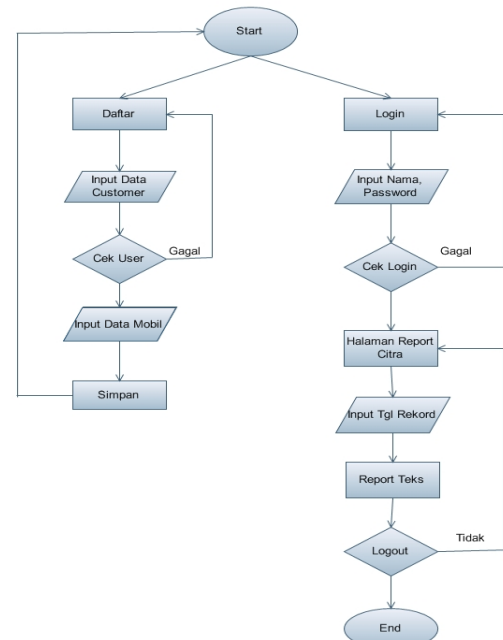 Start
Daftar
Input Data
Customer
Cek User
Gagal
Input Data Mobil
Simpan
Login
Input Nama,
Password
Cek Login
Gagal
Halaman Report
Citra
Input Tgl Rekord
Report Teks
Logout
Tidak
End